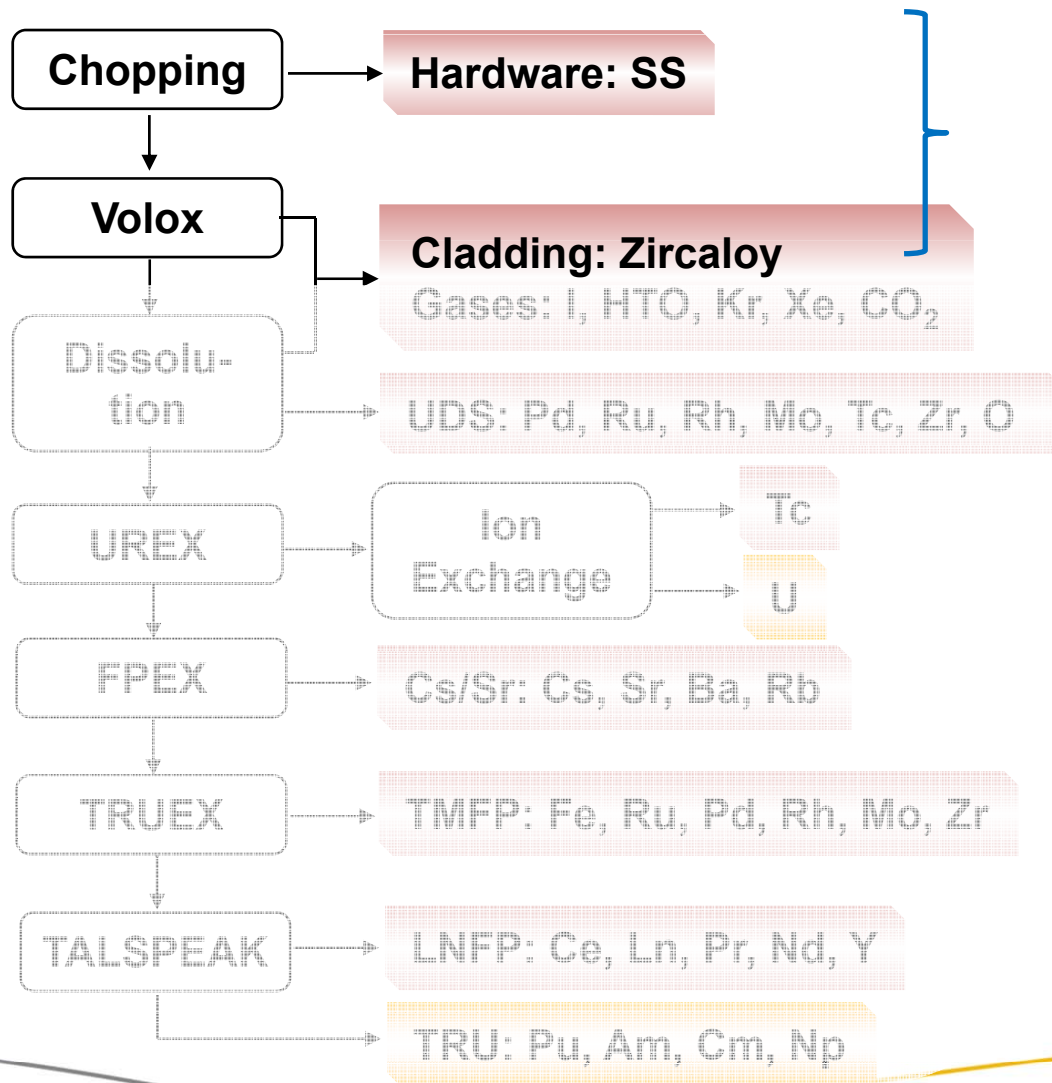 Chopping
Hardware: SS
Volox
Cladding: Zircaloy
Gases: I, HTO, Kr, Xe, CO₂
Dissolu-
tion
UDS: Pd, Ru, Rh, Mo, Tc, Zr, O
UREX
Ion
Exchange
Tc
U
FPEX
Cs/Sr: Cs, Sr, Ba, Rb
TRUEX
TMFP: Fe, Ru, Pd, Rh, Mo, Zr
TALSPEAK
LNFP: Ce, Ln, Pr, Nd, Y
TRU: Pu, Am, Cm, Np